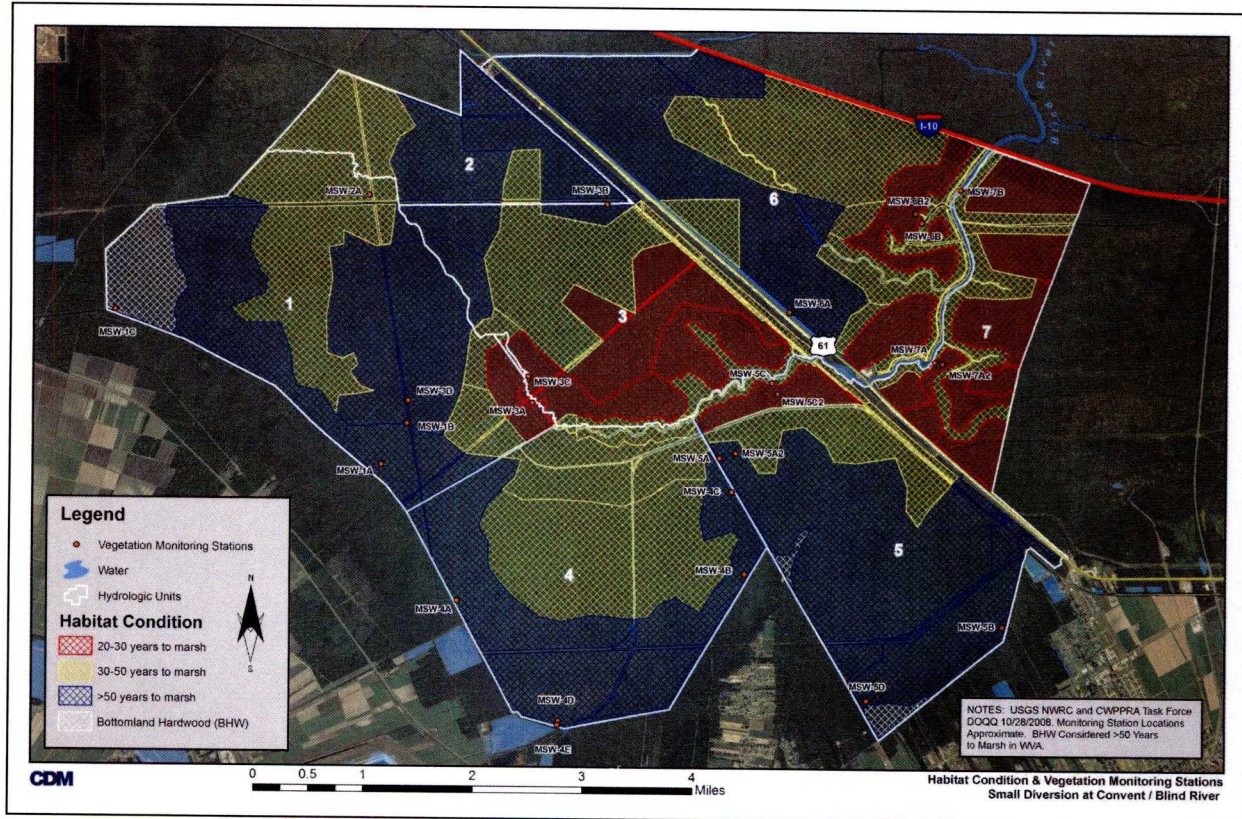 I-10
Blind River
2
MSW-2A
MSW-3B
6
MSW-7B
MSW-6B2
MSW-6B
1
MSW-1C
3
MSW-6A
61
7
MSW-7A
MSW-7A2
MSW-3C
MSW-5C
MSW-5C2
MSW-3A
MSW-3D
MSW-1B
MSW-1A
MSW-5A
MSW-5A2
MSW-4C
5
4
MSW-4B
MSW-4A
MSW-5B
MSW-4D
MSW-4E
MSW-5D
Legend
Vegetation Monitoring Stations
Water
Hydrologic Units
Habitat Condition
20-30 years to marsh
30-50 years to marsh
>50 years to marsh
Bottomland Hardwood (BHW)
N
S
NOTES: USGS NWRC and CWPPRA Task Force
DOQQ 10/28/2008. Monitoring Station Locations
Approximate. BHW Considered >50 Years
to Marsh in WVA.
CDM
0 0.5 1 2 3 4
Miles
Habitat Condition & Vegetation Monitoring Stations
Small Diversion at Convent / Blind River